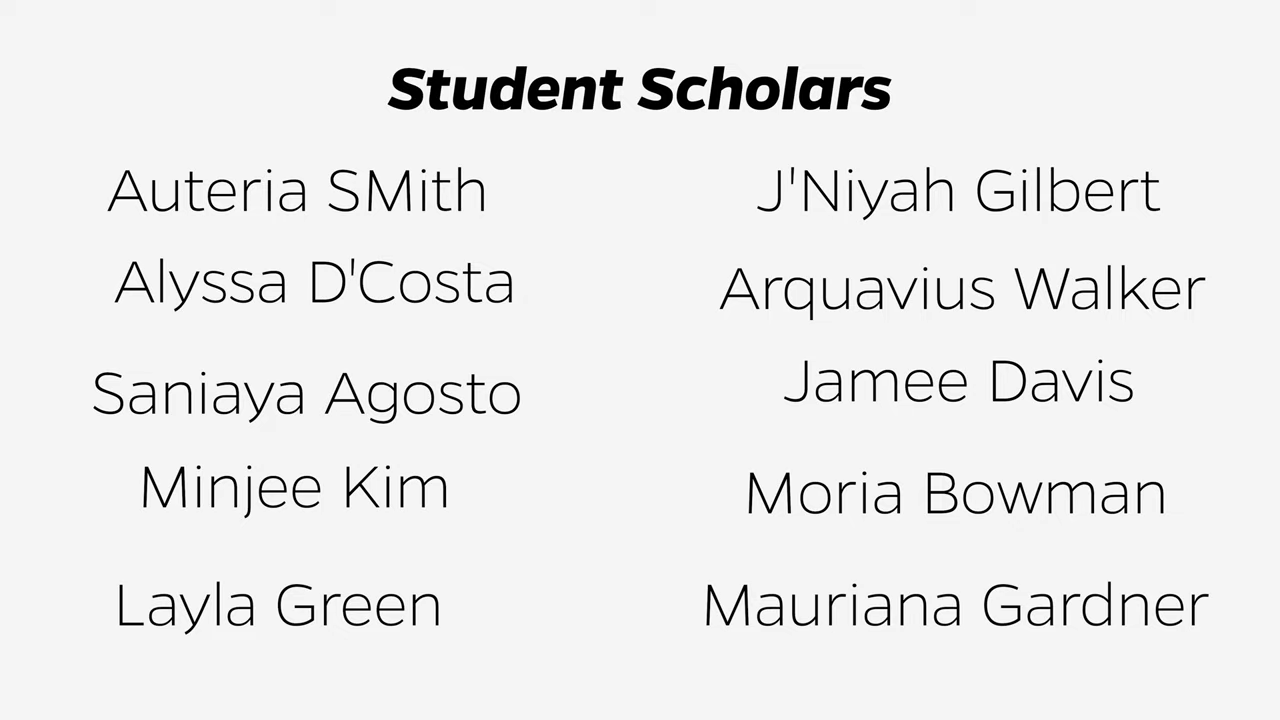 Student Scholars
Auteria SMith
Alyssa D'Costa
Saniaya Agosto
Minjee Kim
Layla Green
J'Niyah Gilbert
Arquavius Walker
Jamee Davis
Moria Bowman
Mauriana Gardner